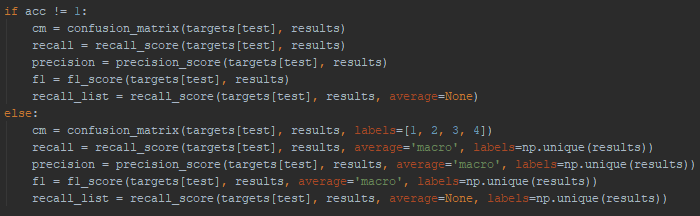 if acc != 1:
    cm = confusion_matrix(targets[test], results)
    recall = recall_score(targets[test], results)
    precision = precision_score(targets[test], results)
    f1 = f1_score(targets[test], results)
    recall_list = recall_score(targets[test], results, average=None)
else:
    cm = confusion_matrix(targets[test], results, labels=[1, 2, 3, 4])
    recall = recall_score(targets[test], results, average='macro', labels=np.unique(results))
    precision = precision_score(targets[test], results, average='macro', labels=np.unique(results))
    f1 = f1_score(targets[test], results, average='macro', labels=np.unique(results))
    recall_list = recall_score(targets[test], results, average=None, labels=np.unique(results))